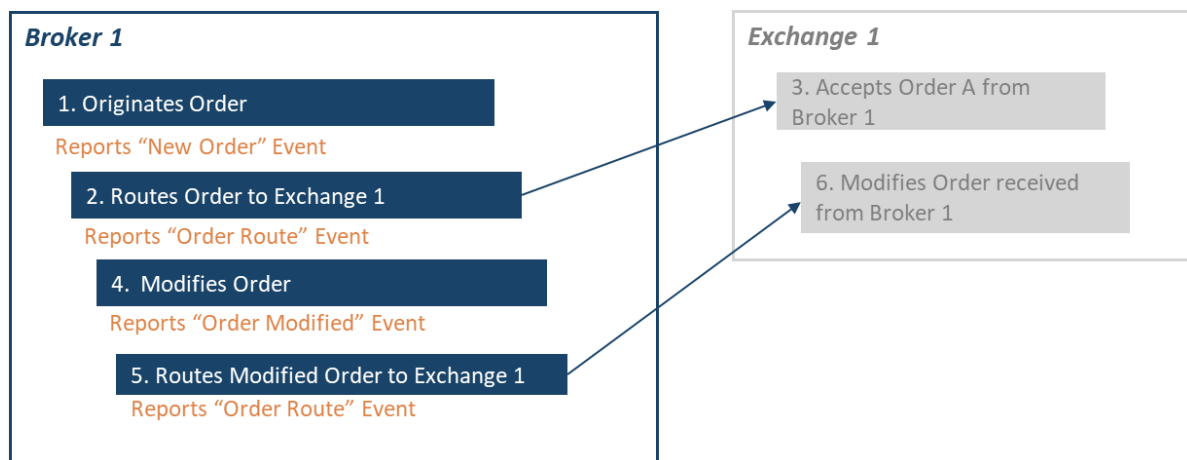 Broker 1
1. Originates Order
Reports “New Order” Event
2. Routes Order to Exchange 1
Reports “Order Route” Event
4.  Modifies Order
Reports “Order Modified” Event
5. Routes Modified Order to Exchange 1
Reports “Order Route” Event
Exchange 1
3. Accepts Order A from
Broker 1
6. Modifies Order received
from Broker 1